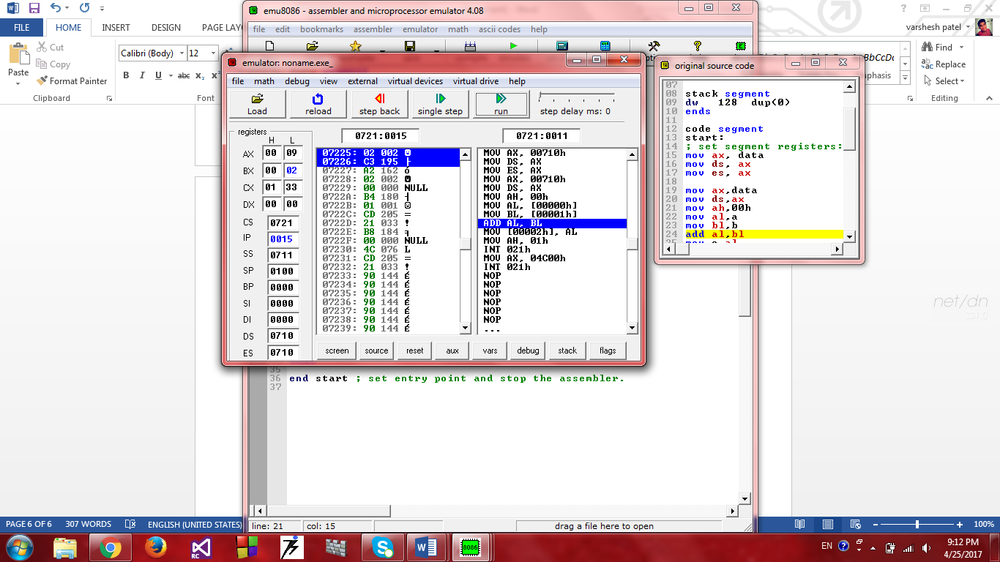 emu8086 - assembler and microprocessor emulator 4.08
FILE HOME INSERT DESIGN PAGE LAY
varshesh patel
file edit bookmarks assembler emulator math ascii codes help
Paste
Cut
Copy
Format Painter
Clipboard
Calibri (Body) 12
B I U abc x₂ x²
Font
AaBbCcDc
Emphasis
Find
Replace
Select
Editing
emulator: noname.exe_
file math debug view external virtual devices virtual drive help
Load reload step back single step run step delay ms: 0
registers
H L
AX 00 09
BX 00 02
CX 01 33
DX 00 00
CS 0721
IP 0015
SS 0711
SP 0100
BP 0000
SI 0000
DI 0000
DS 0710
ES 0710
0721:0015
07225: 02 002 ☻
07226: C3 195 ├
07227: A2 162 ó
07228: 02 002 ☻
07229: 00 000 NULL
0722A: B4 180 ┤
0722B: 01 001 ☺
0722C: CD 205 =
0722D: 21 033 !
0722E: B8 184 ╕
0722F: 00 000 NULL
07230: 4C 076 L
07231: CD 205 =
07232: 21 033 !
07233: 90 144 É
07234: 90 144 É
07235: 90 144 É
07236: 90 144 É
07237: 90 144 É
07238: 90 144 É
07239: 90 144 É
0721:0011
MOV AX, 00710h
MOV DS, AX
MOV ES, AX
MOV AX, 00710h
MOV DS, AX
MOV AH, 00h
MOV AL, [00000h]
MOV BL, [00001h]
ADD AL, BL
MOV [00002h], AL
MOV AH, 01h
INT 021h
MOV AX, 04C00h
INT 021h
NOP
NOP
NOP
NOP
NOP
NOP
...
screen source reset aux vars debug stack flags
original source code
07
08 stack segment
09 dw 128 dup(0)
10 ends
11
12 code segment
13 start:
14 ; set segment registers:
15 mov ax, data
16 mov ds, ax
17 mov es, ax
18
19 mov ax,data
20 mov ds,ax
21 mov ah,00h
22 mov al,a
23 mov bl,b
24 add al,bl
35
36 end start ; set entry point and stop the assembler.
37
net/dn
line: 21 col: 15 drag a file here to open
PAGE 6 OF 6 307 WORDS ENGLISH (UNITED STATES) 100%
RC
8086
EN
9:12 PM
4/25/2017